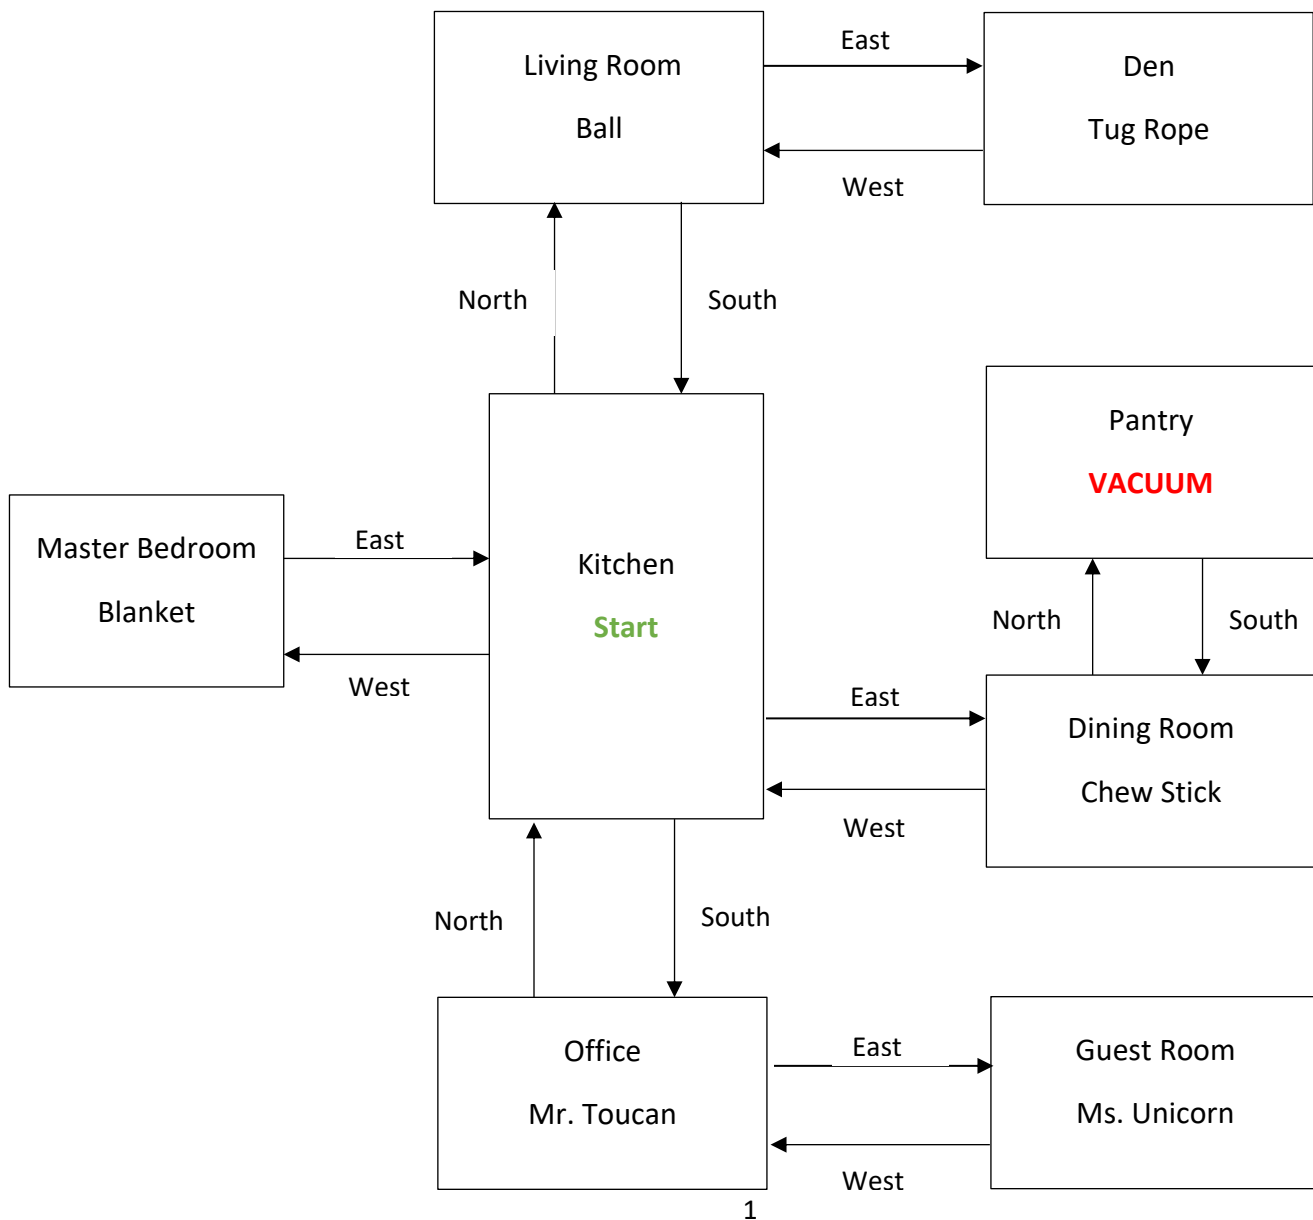 Living Room
Ball
East
West
Den
Tug Rope
North
South
Pantry
VACUUM
Master Bedroom
Blanket
East
West
Kitchen
Start
North
South
East
West
Dining Room
Chew Stick
North
South
Office
Mr. Toucan
East
West
Guest Room
Ms. Unicorn
1